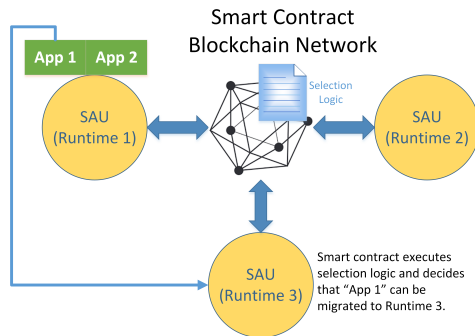 Smart Contract
Blockchain Network
App 1
App 2
Selection
Logic
SAU
(Runtime 1)
SAU
(Runtime 2)
SAU
(Runtime 3)
Smart contract executes
selection logic and decides
that “App 1” can be
migrated to Runtime 3.